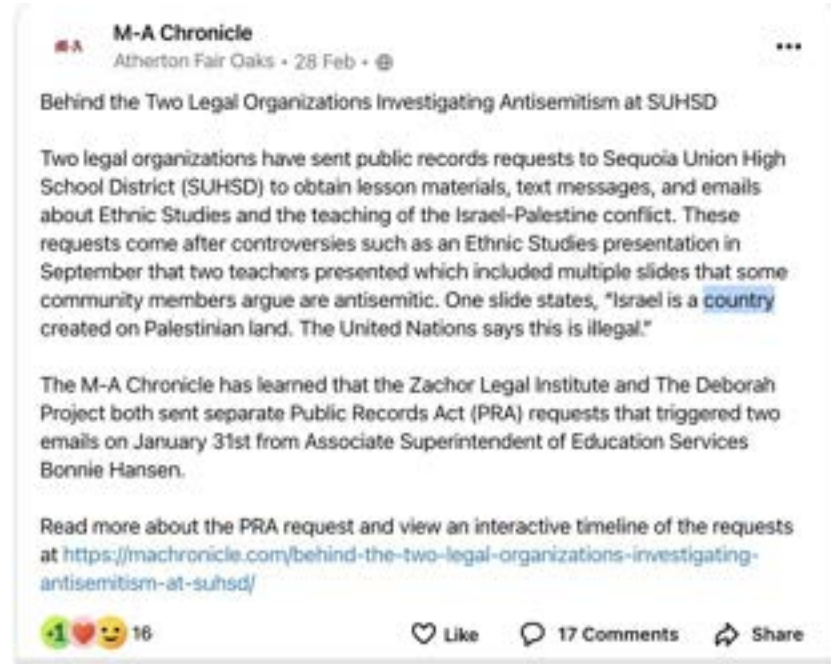 M-A Chronicle
Atherton Fair Oaks • 28 Feb •
Behind the Two Legal Organizations Investigating Antisemitism at SUHSD
Two legal organizations have sent public records requests to Sequoia Union High
School District (SUHSD) to obtain lesson materials, text messages, and emails
about Ethnic Studies and the teaching of the Israel-Palestine conflict. These
requests come after controversies such as an Ethnic Studies presentation in
September that two teachers presented which included multiple slides that some
community members argue are antisemitic. One slide states, “Israel is a country
created on Palestinian land. The United Nations says this is illegal.”
The M-A Chronicle has learned that the Zachor Legal Institute and The Deborah
Project both sent separate Public Records Act (PRA) requests that triggered two
emails on January 31st from Associate Superintendent of Education Services
Bonnie Hansen.
Read more about the PRA request and view an interactive timeline of the requests
at https://machronicle.com/behind-the-two-legal-organizations-investigating-
antisemitism-at-suhsd/
+1 16 Like 17 Comments Share